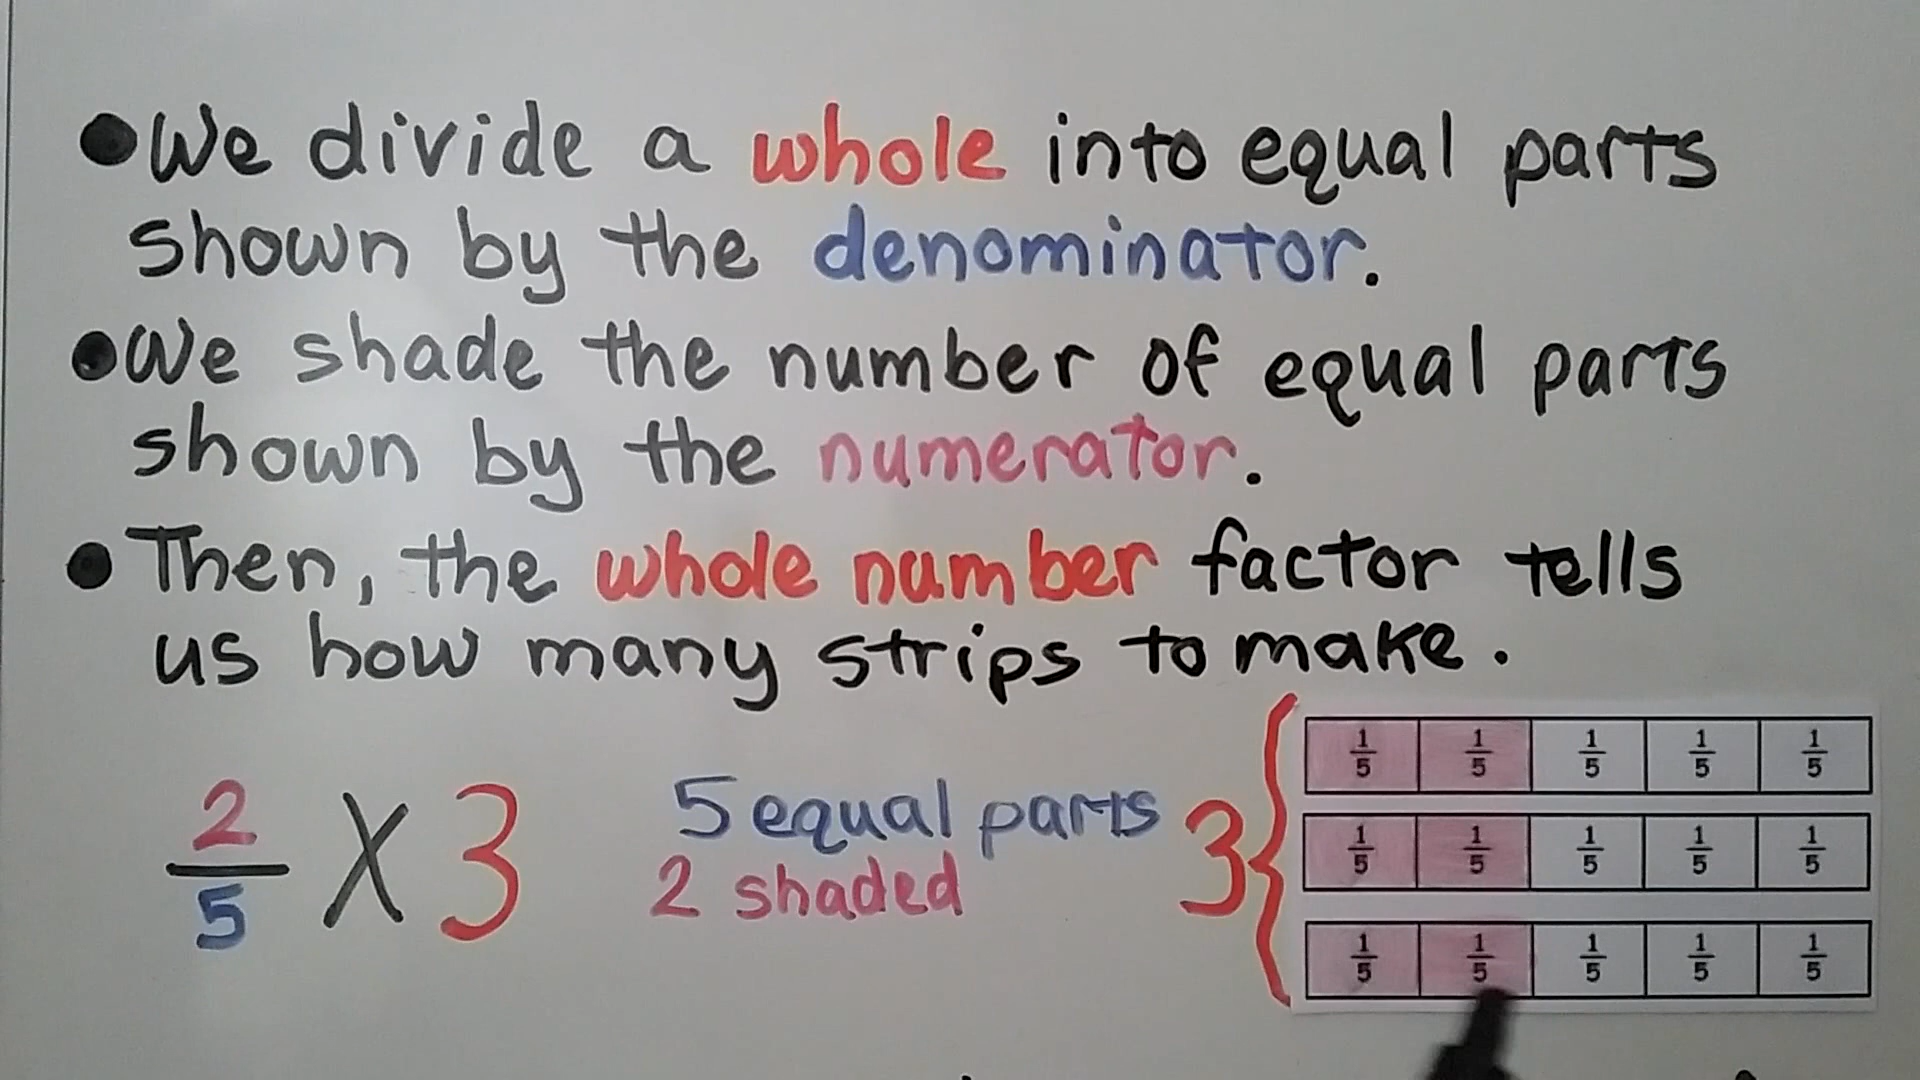 ●We divide a whole into equal parts
shown by the denominator.
●We shade the number of equal parts
shown by the numerator.
●Then, the whole number factor tells
us how many strips to make.
2/5 X 3
5 equal parts
2 shaded
3
1/5 1/5 1/5 1/5 1/5
1/5 1/5 1/5 1/5 1/5
1/5 1/5 1/5 1/5 1/5